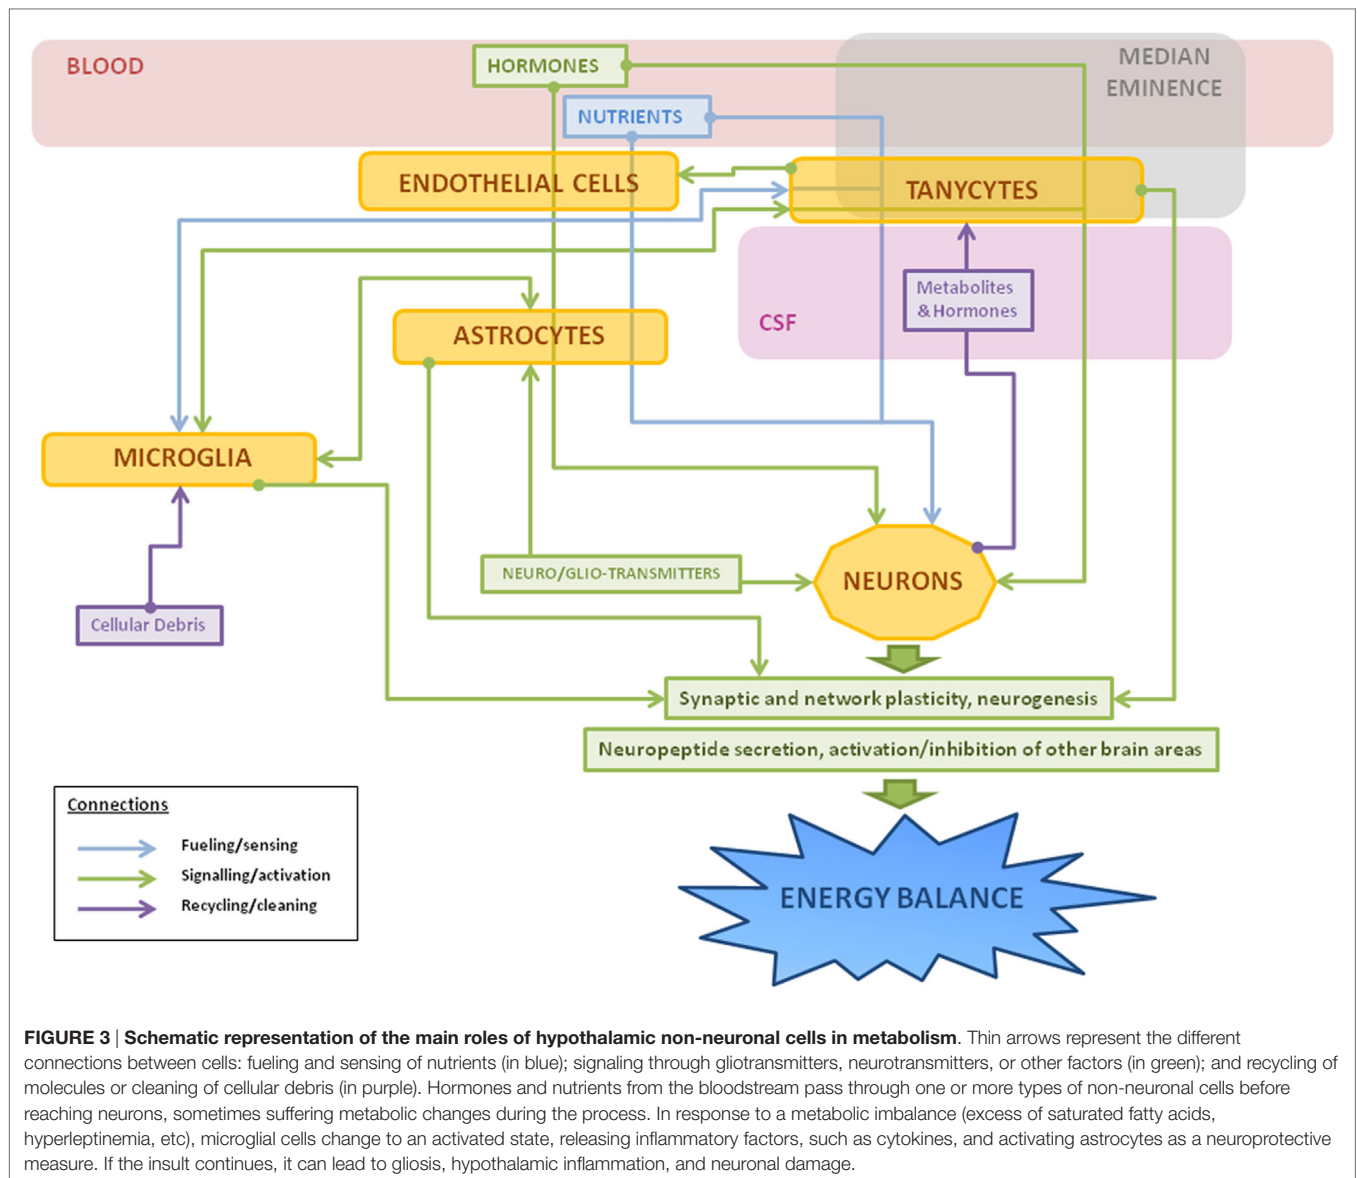 BLOOD
HORMONES
MEDIAN
EMINENCE
NUTRIENTS
ENDOTHELIAL CELLS
TANYCYTES
Metabolites
& Hormones
CSF
ASTROCYTES
MICROGLIA
NEURO/GLIO-TRANSMITTERS
NEURONS
Cellular Debris
Synaptic and network plasticity, neurogenesis
Neuropeptide secretion, activation/inhibition of other brain areas
Connections
Fueling/sensing
Signalling/activation
Recycling/cleaning
ENERGY BALANCE
FIGURE 3 | Schematic representation of the main roles of hypothalamic non-neuronal cells in metabolism. Thin arrows represent the different
connections between cells: fueling and sensing of nutrients (in blue); signaling through gliotransmitters, neurotransmitters, or other factors (in green); and recycling of
molecules or cleaning of cellular debris (in purple). Hormones and nutrients from the bloodstream pass through one or more types of non-neuronal cells before
reaching neurons, sometimes suffering metabolic changes during the process. In response to a metabolic imbalance (excess of saturated fatty acids,
hyperleptinemia, etc), microglial cells change to an activated state, releasing inflammatory factors, such as cytokines, and activating astrocytes as a neuroprotective
measure. If the insult continues, it can lead to gliosis, hypothalamic inflammation, and neuronal damage.